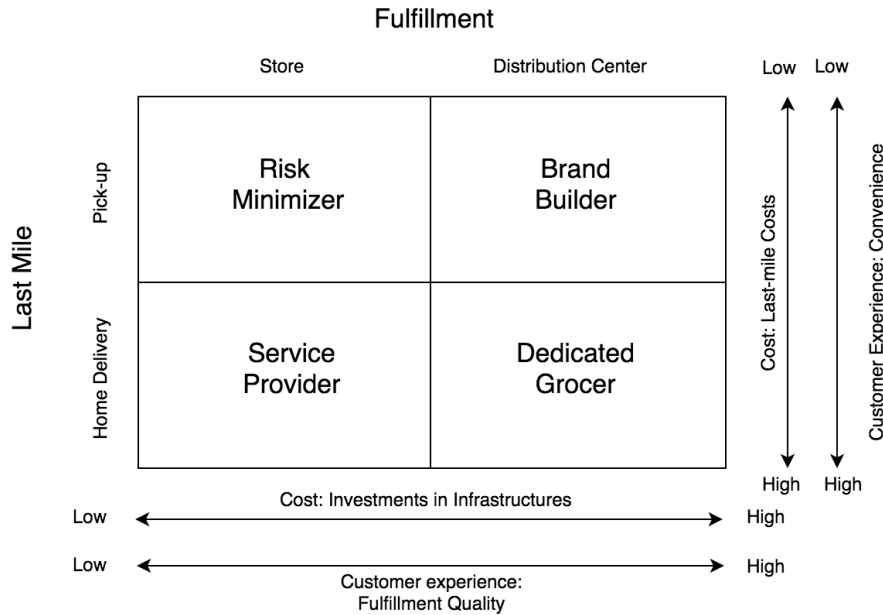 Fulfillment
Store
Distribution Center
Low
Low
Last Mile
Pick-up
Risk
Minimizer
Brand
Builder
Home Delivery
Service
Provider
Dedicated
Grocer
Cost: Last-mile Costs
Customer Experience: Convenience
High
High
Cost: Investments in Infrastructures
Low
High
Low
High
Customer experience:
Fulfillment Quality